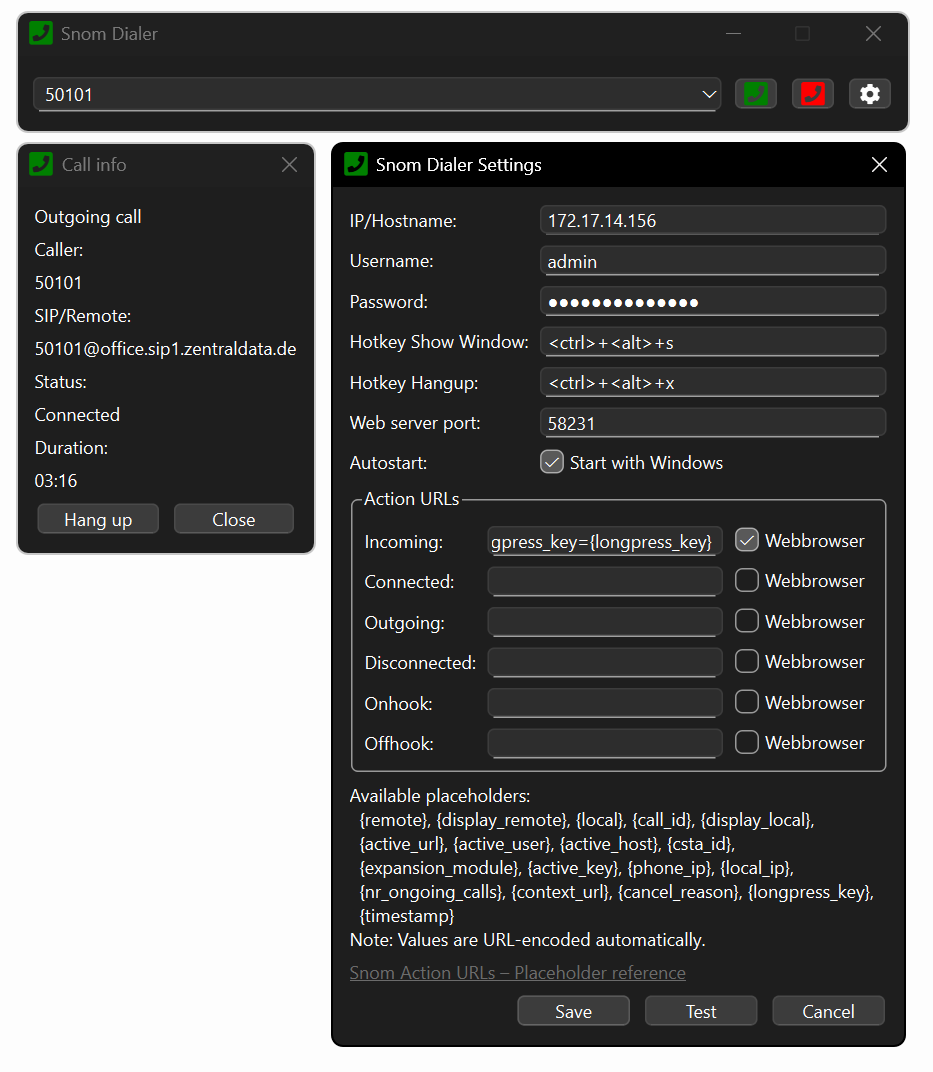 Snom Dialer
50101
Call info
Outgoing call
Caller:
50101
SIP/Remote:
50101@office.sip1.zentraldata.de
Status:
Connected
Duration:
03:16
Hang up Close
Snom Dialer Settings
IP/Hostname: 172.17.14.156
Username: admin
Password: ●●●●●●●●●●●●●●
Hotkey Show Window: <ctrl>+<alt>+s
Hotkey Hangup: <ctrl>+<alt>+x
Web server port: 58231
Autostart: Start with Windows
Action URLs
Incoming: gpress_key={longpress_key} Webbrowser
Connected: Webbrowser
Outgoing: Webbrowser
Disconnected: Webbrowser
Onhook: Webbrowser
Offhook: Webbrowser
Available placeholders:
{remote}, {display_remote}, {local}, {call_id}, {display_local},
{active_url}, {active_user}, {active_host}, {csta_id},
{expansion_module}, {active_key}, {phone_ip}, {local_ip},
{nr_ongoing_calls}, {context_url}, {cancel_reason}, {longpress_key},
{timestamp}
Note: Values are URL-encoded automatically.
Snom Action URLs – Placeholder reference
Save Test Cancel